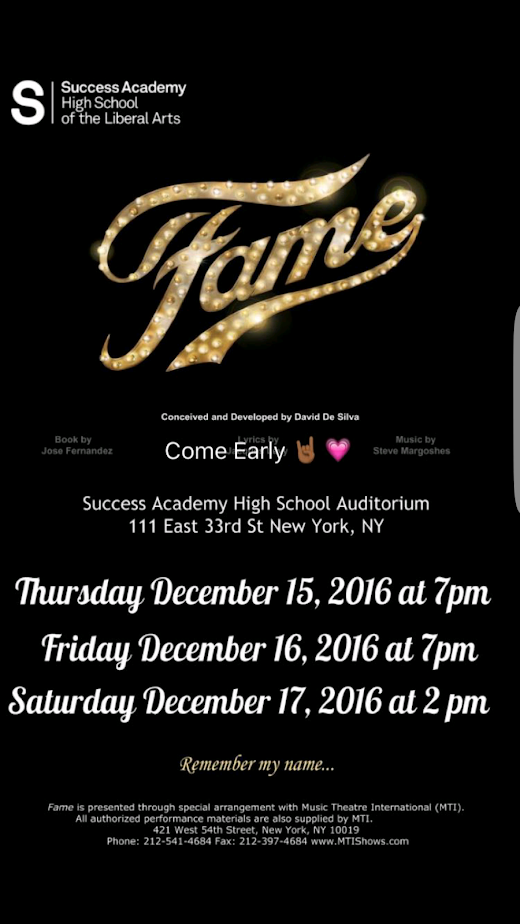 S
Success Academy
High School
of the Liberal Arts
Fame
Conceived and Developed by David De Silva
Book by
Jose Fernandez
Lyrics by
Come Early 🤘🏾 💗
Music by
Steve Margoshes
Success Academy High School Auditorium
111 East 33rd St New York, NY
Thursday December 15, 2016 at 7pm
Friday December 16, 2016 at 7pm
Saturday December 17, 2016 at 2 pm
Remember my name...
Fame is presented through special arrangement with Music Theatre International (MTI).
All authorized performance materials are also supplied by MTI.
421 West 54th Street, New York, NY 10019
Phone: 212-541-4684 Fax: 212-397-4684 www.MTIShows.com